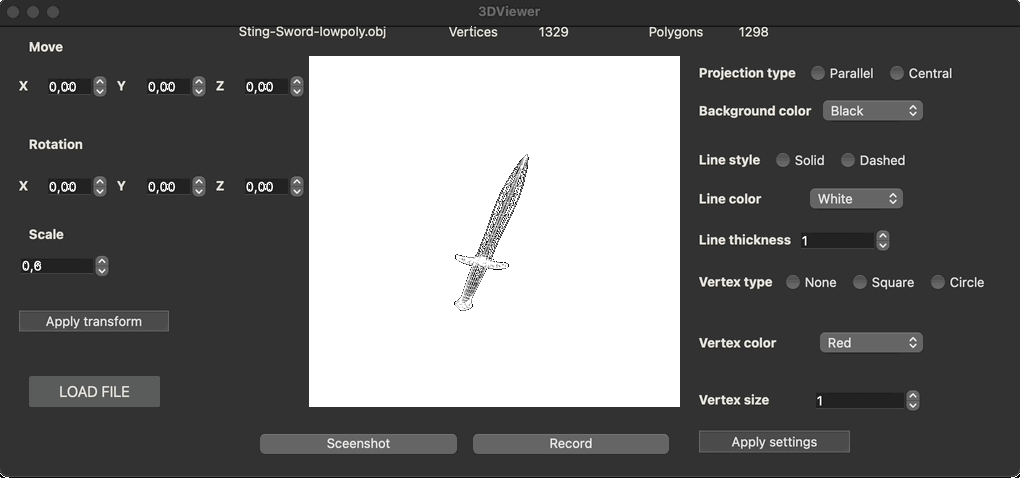 3DViewer
Sting-Sword-lowpoly.obj Vertices 1329 Polygons 1298
Move
X 0,00 Y 0,00 Z 0,00
Rotation
X 0,00 Y 0,00 Z 0,00
Scale
0,6
Apply transform
LOAD FILE
Sceenshot Record
Projection type Parallel Central
Background color Black
Line style Solid Dashed
Line color White
Line thickness 1
Vertex type None Square Circle
Vertex color Red
Vertex size 1
Apply settings